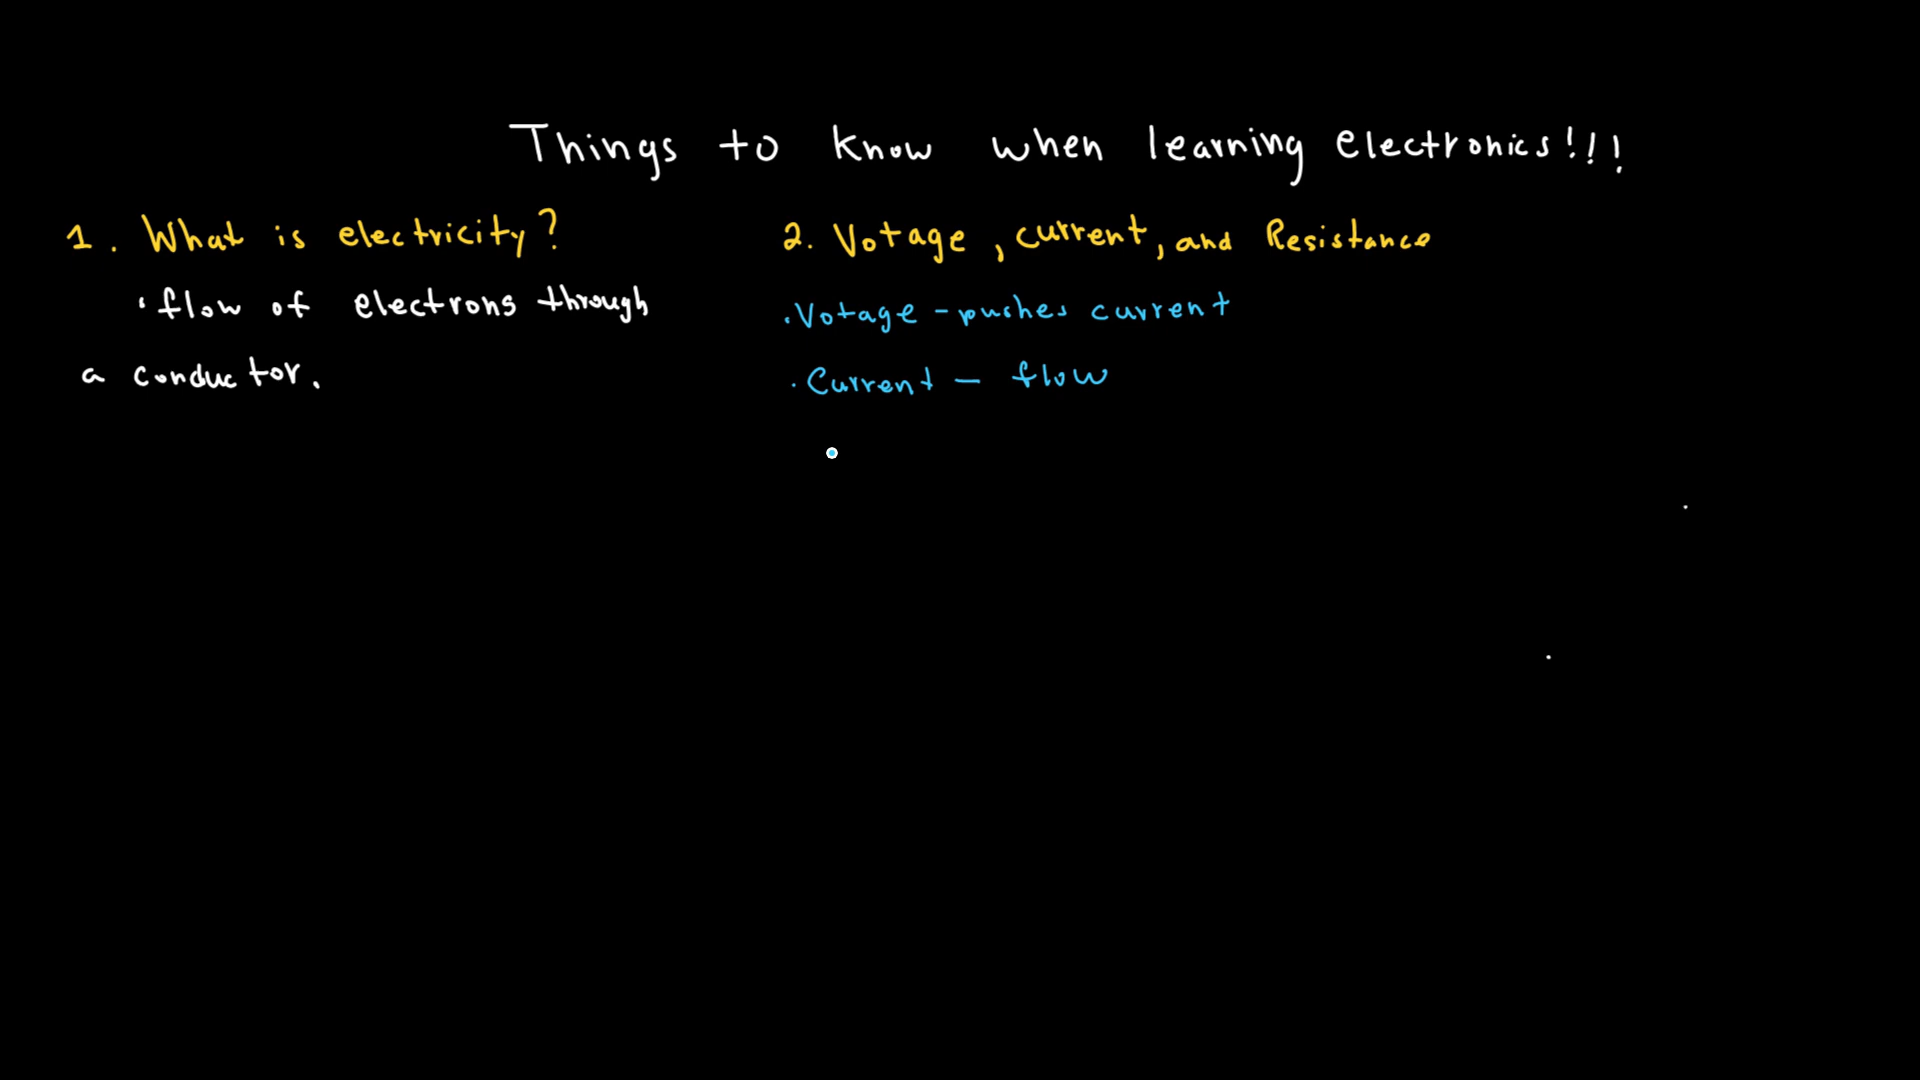 Things to know when learning electronics!!!
1. What is electricity?
• flow of electrons through
a conductor.
2. Votage, current, and Resistance
• Votage - pushes current
• Current - flow